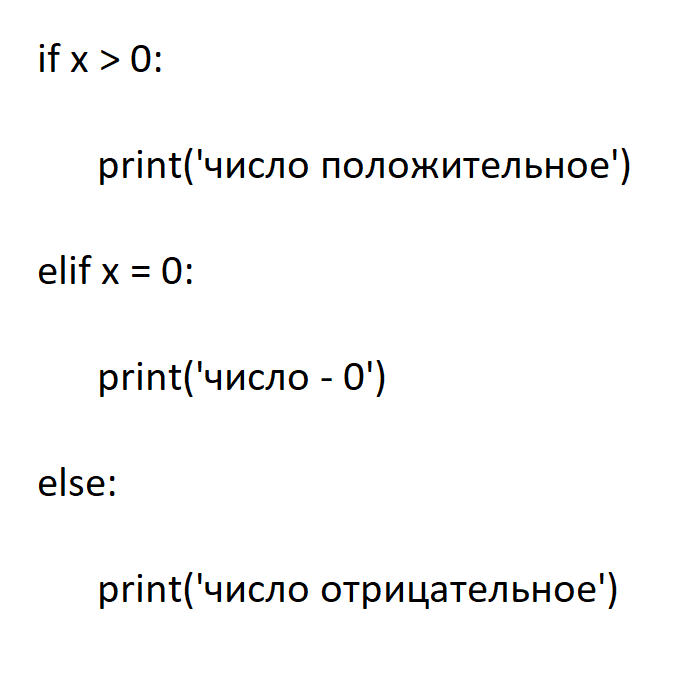 if x > 0:
print('число положительное')
elif x = 0:
print('число - 0')
else:
print('число отрицательное')